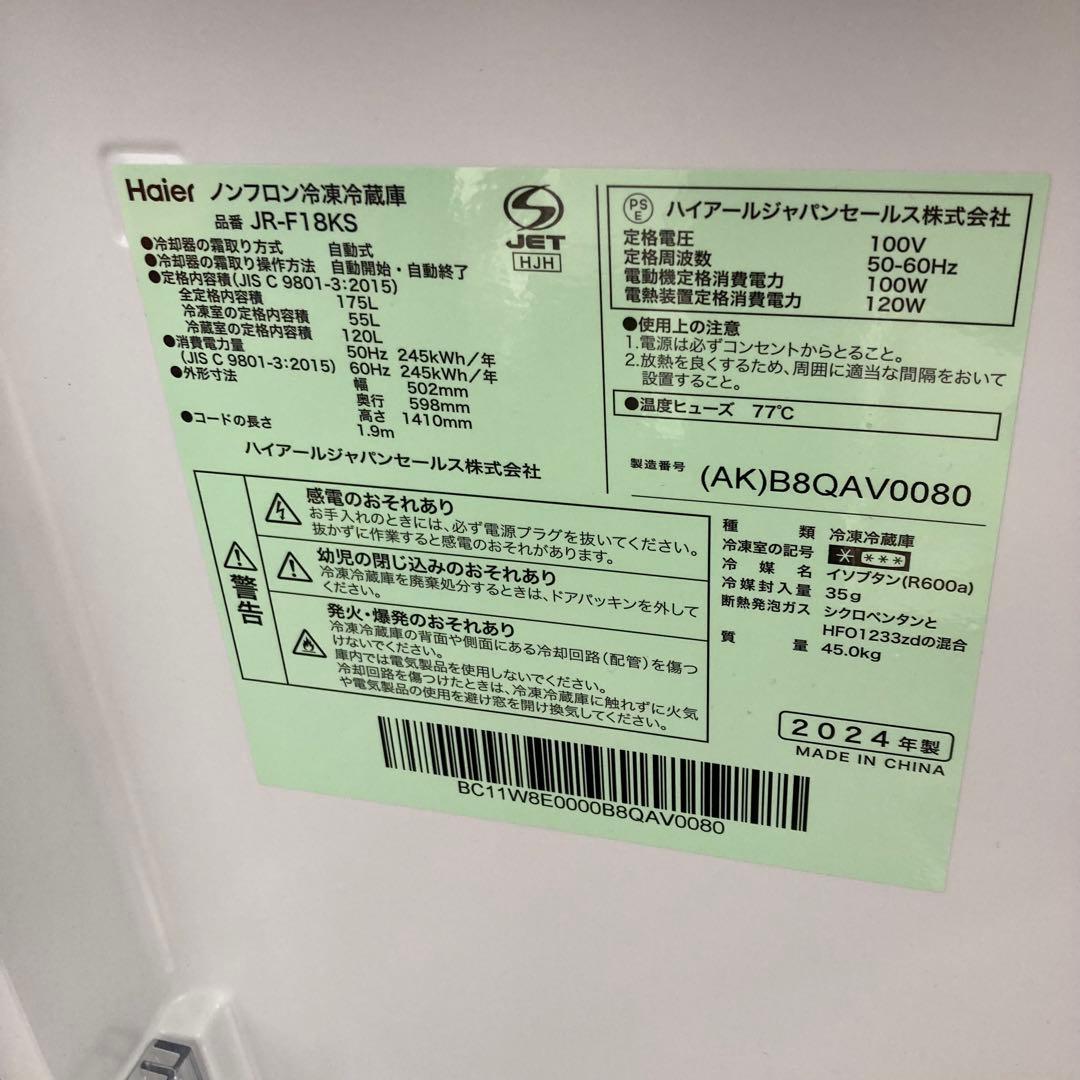 Haier ノンフロン冷凍冷蔵庫
品番 JR-F18KS
●冷却器の霜取り方式 自動式
●冷却器の霜取り操作方法 自動開始・自動終了
●定格内容積(JIS C 9801-3:2015)
全定格内容積 175L
冷凍室の定格内容積 55L
冷蔵室の定格内容積 120L
●消費電力量 50Hz 245kWh/年
(JIS C 9801-3:2015) 60Hz 245kWh/年
●外形寸法 幅 502mm
奥行 598mm
高さ 1410mm
●コードの長さ 1.9m
ハイアールジャパンセールス株式会社
JET
HJH
PS
E
ハイアールジャパンセールス株式会社
定格電圧 100V
定格周波数 50-60Hz
電動機定格消費電力 100W
電熱装置定格消費電力 120W
●使用上の注意
1.電源は必ずコンセントからとること。
2.放熱を良くするため、周囲に適当な間隔をおいて
設置すること。
●温度ヒューズ 77℃
製造番号 (AK)B8QAV0080
警告
感電のおそれあり
お手入れのときには、必ず電源プラグを抜いてください。
抜かずに作業すると感電のおそれがあります。
幼児の閉じ込みのおそれあり
冷凍冷蔵庫を廃棄処分するときは、ドアパッキンを外して
ください。
発火・爆発のおそれあり
冷凍冷蔵庫の背面や側面にある冷却回路(配管)を傷つ
けないでください。
庫内では電気製品を使用しないでください。
冷却回路を傷つけたときは、冷凍冷蔵庫に触れずに火気
や電気製品の使用を避け窓を開け換気してください。
種類 冷凍冷蔵庫
冷凍室の記号 * ***
冷媒名 イソブタン(R600a)
冷媒封入量 35g
断熱発泡ガス シクロペンタンと
HFO1233zdの混合
質量 45.0kg
2024年製
MADE IN CHINA
BC11W8E0000B8QAV0080